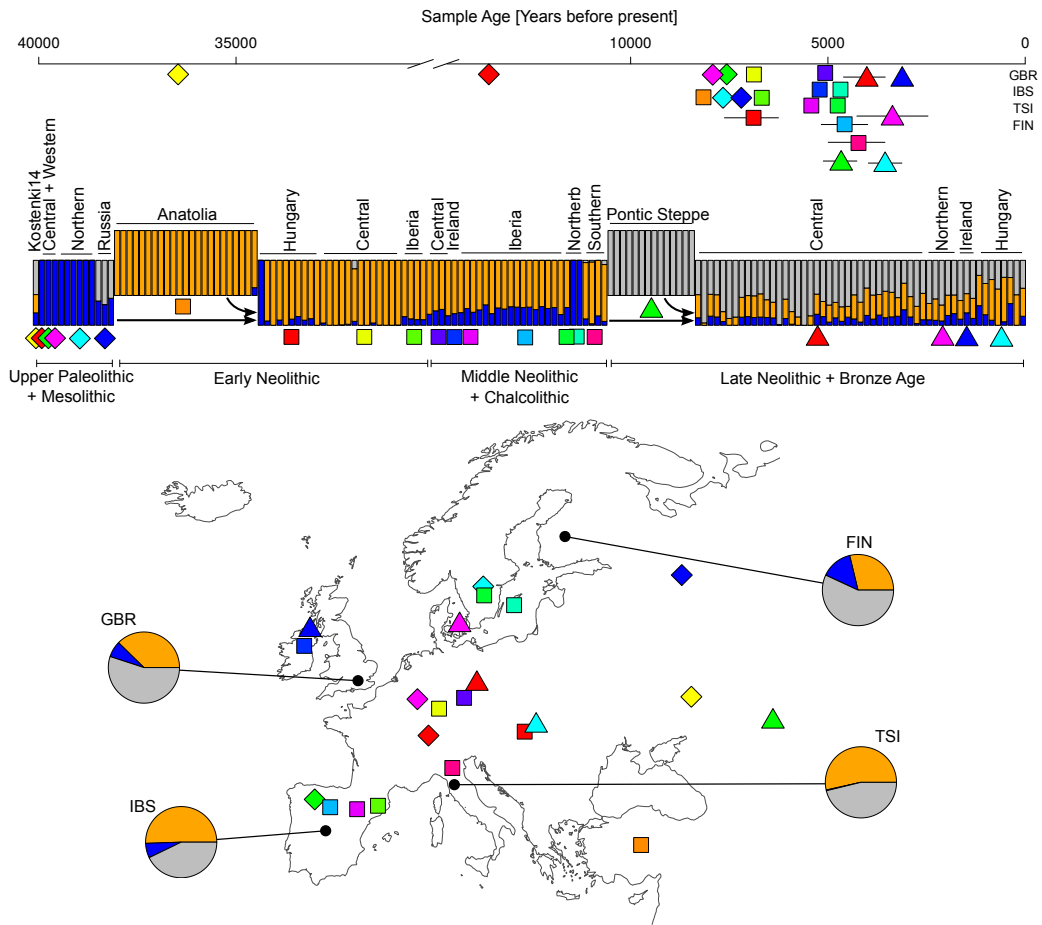 Sample Age [Years before present]
40000 35000 10000 5000 0
GBR
IBS
TSI
FIN
Kostenki14
Central + Western
Northern
Russia
Anatolia
Hungary
Central
Iberia
Central
Ireland
Iberia
Northerb
Southern
Pontic Steppe
Central
Northern
Ireland
Hungary
Upper Paleolithic
+ Mesolithic
Early Neolithic
Middle Neolithic
+ Chalcolithic
Late Neolithic + Bronze Age
FIN
GBR
TSI
IBS